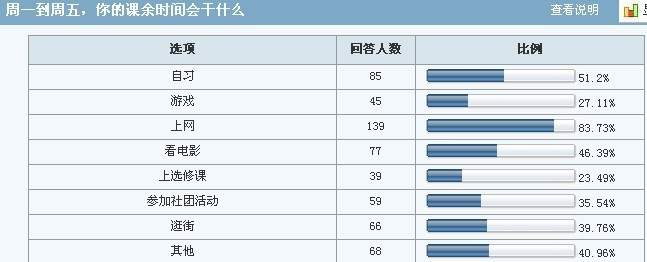 周一到周五，你的课余时间会干什么 查看说明
选项 回答人数 比例
自习 85 51.2%
游戏 45 27.11%
上网 139 83.73%
看电影 77 46.39%
上选修课 39 23.49%
参加社团活动 59 35.54%
逛街 66 39.76%
其他 68 40.96%